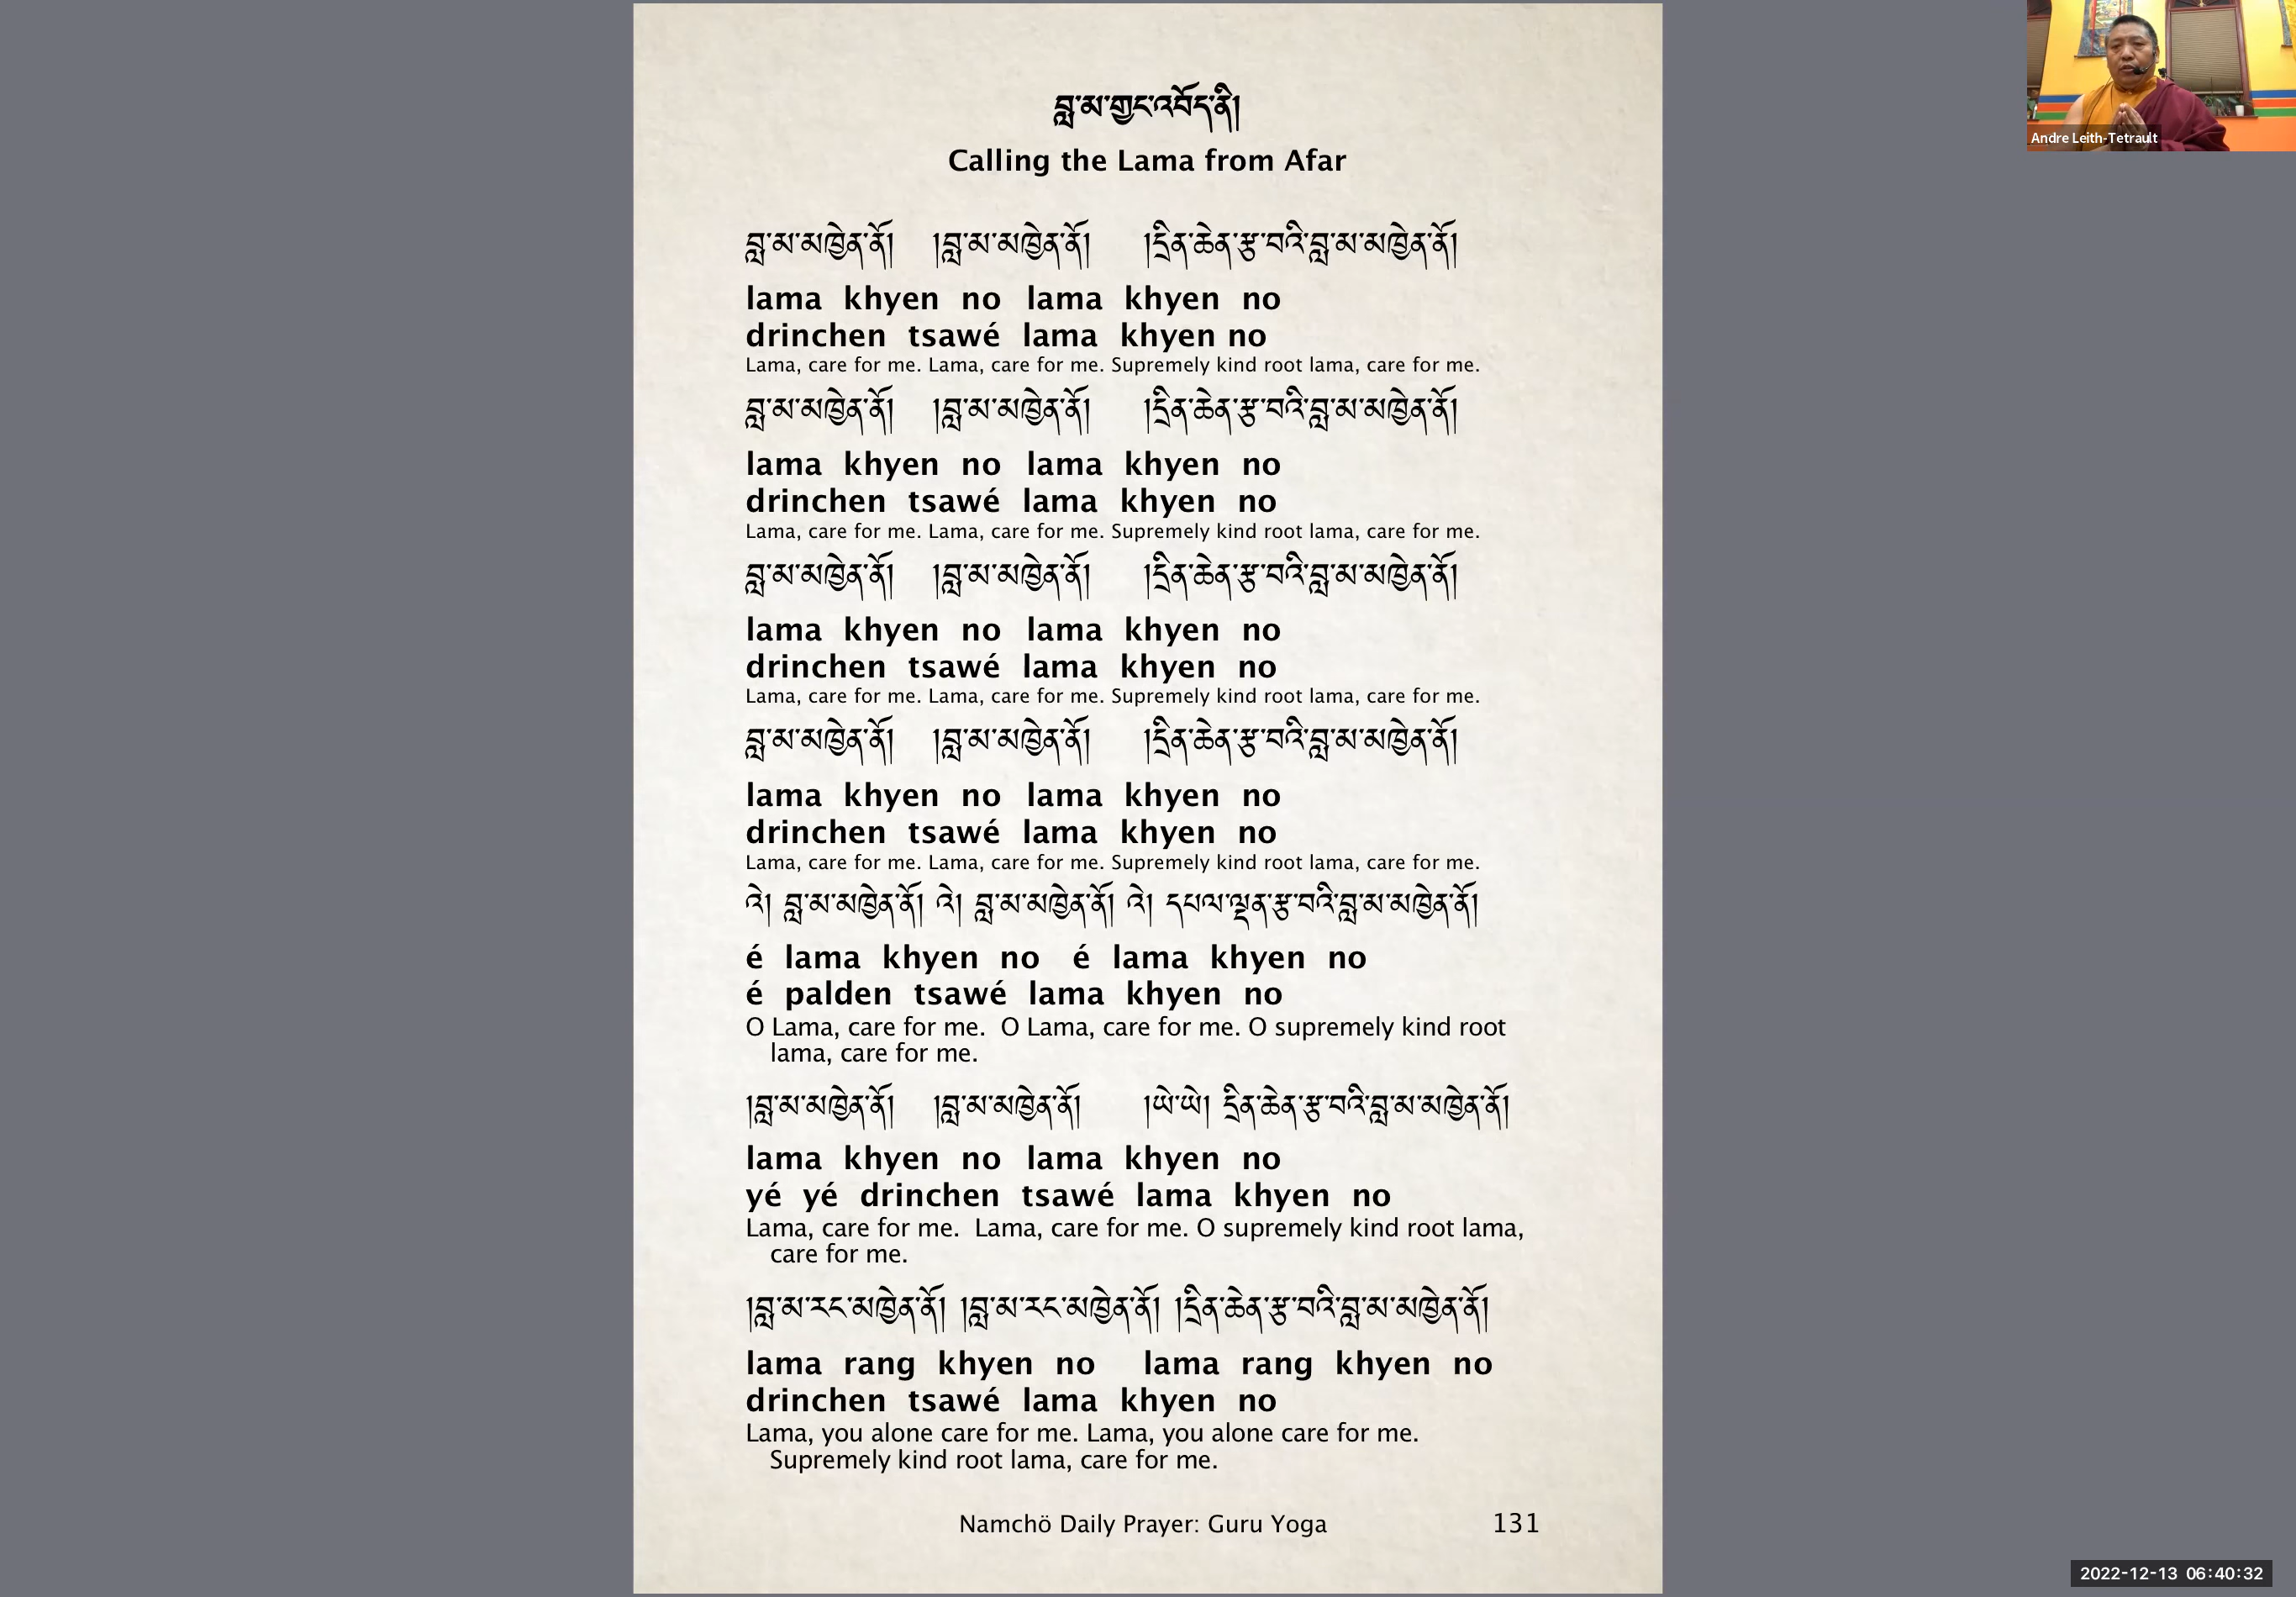 བླ་མ་རྒྱང་འབོད་ནི།
Calling the Lama from Afar
བླ་མ་མཁྱེན་ནོ། །བླ་མ་མཁྱེན་ནོ། །དྲིན་ཆེན་རྩ་བའི་བླ་མ་མཁྱེན་ནོ།
lama khyen no lama khyen no
drinchen tsawé lama khyen no
Lama, care for me. Lama, care for me. Supremely kind root lama, care for me.
བླ་མ་མཁྱེན་ནོ། །བླ་མ་མཁྱེན་ནོ། །དྲིན་ཆེན་རྩ་བའི་བླ་མ་མཁྱེན་ནོ།
lama khyen no lama khyen no
drinchen tsawé lama khyen no
Lama, care for me. Lama, care for me. Supremely kind root lama, care for me.
བླ་མ་མཁྱེན་ནོ། །བླ་མ་མཁྱེན་ནོ། །དྲིན་ཆེན་རྩ་བའི་བླ་མ་མཁྱེན་ནོ།
lama khyen no lama khyen no
drinchen tsawé lama khyen no
Lama, care for me. Lama, care for me. Supremely kind root lama, care for me.
བླ་མ་མཁྱེན་ནོ། །བླ་མ་མཁྱེན་ནོ། །དྲིན་ཆེན་རྩ་བའི་བླ་མ་མཁྱེན་ནོ།
lama khyen no lama khyen no
drinchen tsawé lama khyen no
Lama, care for me. Lama, care for me. Supremely kind root lama, care for me.
འེ། བླ་མ་མཁྱེན་ནོ། འེ། བླ་མ་མཁྱེན་ནོ། འེ། དཔལ་ལྡན་རྩ་བའི་བླ་མ་མཁྱེན་ནོ།
é lama khyen no é lama khyen no
é palden tsawé lama khyen no
O Lama, care for me. O Lama, care for me. O supremely kind root
lama, care for me.
།བླ་མ་མཁྱེན་ནོ། །བླ་མ་མཁྱེན་ནོ། །ཡེ་ཡེ། དྲིན་ཆེན་རྩ་བའི་བླ་མ་མཁྱེན་ནོ།
lama khyen no lama khyen no
yé yé drinchen tsawé lama khyen no
Lama, care for me. Lama, care for me. O supremely kind root lama,
care for me.
།བླ་མ་རང་མཁྱེན་ནོ། །བླ་མ་རང་མཁྱེན་ནོ། །དྲིན་ཆེན་རྩ་བའི་བླ་མ་མཁྱེན་ནོ།
lama rang khyen no lama rang khyen no
drinchen tsawé lama khyen no
Lama, you alone care for me. Lama, you alone care for me.
Supremely kind root lama, care for me.
Namchö Daily Prayer: Guru Yoga 131
Andre Leith-Tetrault
2022-12-13 06:40:32